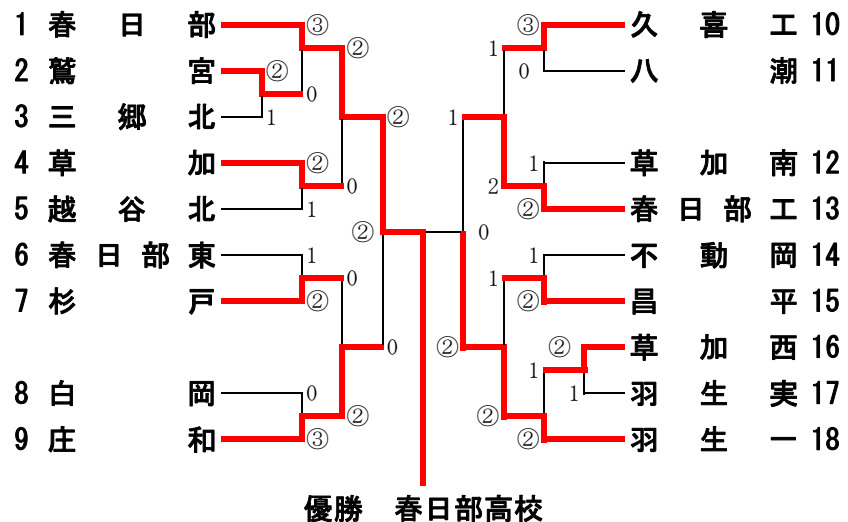 1 春日部 ③ ③ 久喜工 10
② 1
2 鷲宮 ② 0 0 八潮 11
3 三郷北 1 ② 1
4 草加 ② 1 草加南 12
0 2
5 越谷北 1 ② 春日部工 13
② 0
6 春日部東 1 1 不動岡 14
0 1
7 杉戸 ② ② 昌平 15
0 ② ② 草加西 16
1
8 白岡 0 1 羽生実 17
② ②
9 庄和 ③ ② 羽生一 18
優勝 春日部高校